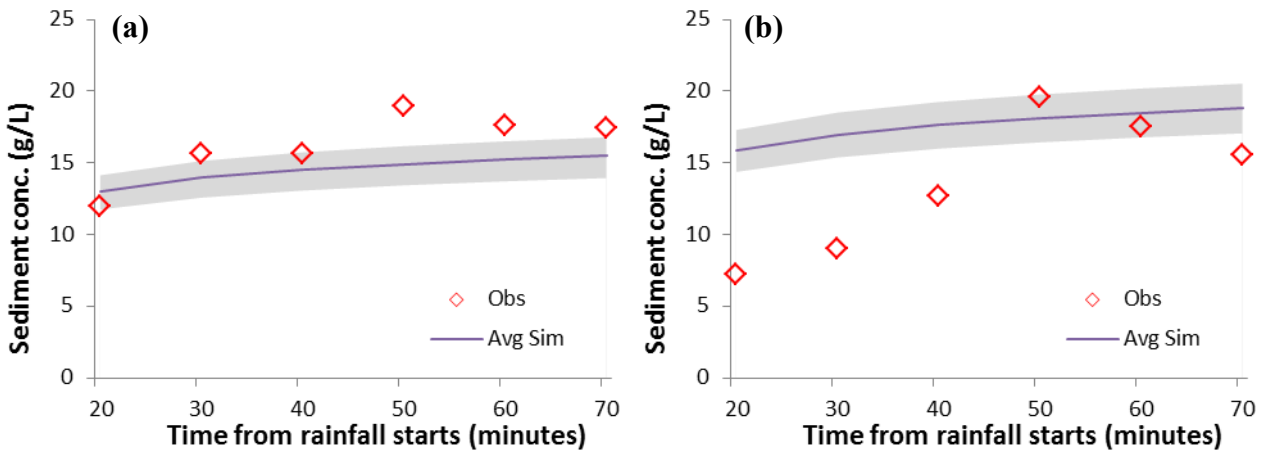 (a)
Sediment conc. (g/L)
25
20
15
10
5
0
20 30 40 50 60 70
Time from rainfall starts (minutes)
Obs
Avg Sim
(b)
Sediment conc. (g/L)
25
20
15
10
5
0
20 30 40 50 60 70
Time from rainfall starts (minutes)
Obs
Avg Sim